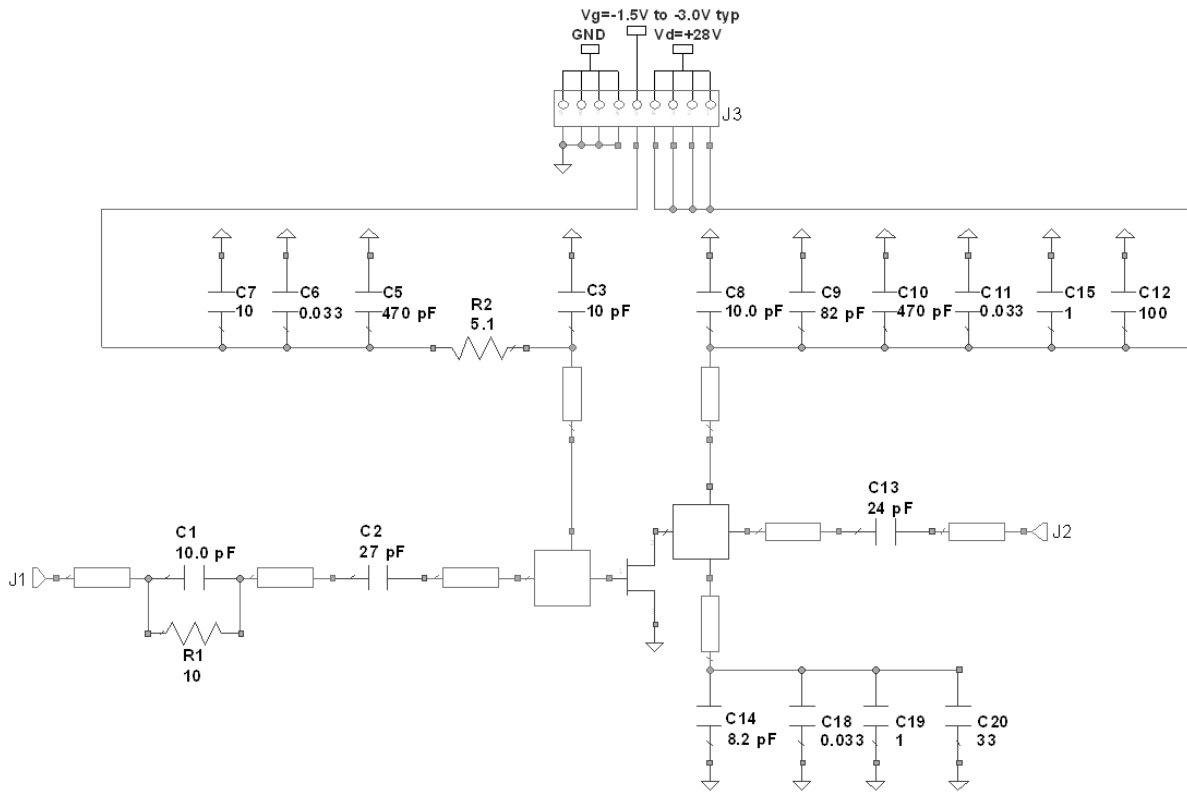 Vg=-1.5V to -3.0V typ
GND
Vd=+28V
J3
C7
10
C6
0.033
C5
470 pF
R2
5.1
C3
10 pF
C8
10.0 pF
C9
82 pF
C10
470 pF
C11
0.033
C15
1
C12
100
C13
24 pF
J2
C1
10.0 pF
C2
27 pF
J1
R1
10
C14
8.2 pF
C18
0.033
C19
1
C20
33